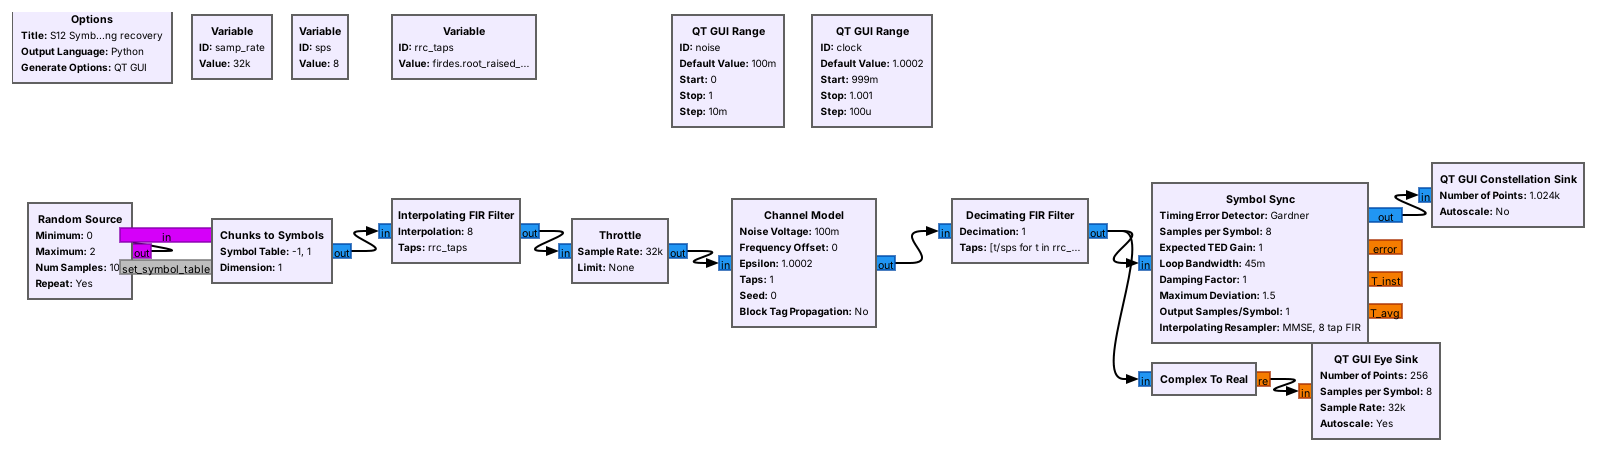 Options
Title: S12 Symb...ng recovery
Output Language: Python
Generate Options: QT GUI
Variable
ID: samp_rate
Value: 32k
Variable
ID: sps
Value: 8
Variable
ID: rrc_taps
Value: firdes.root_raised_...
QT GUI Range
ID: noise
Default Value: 100m
Start: 0
Stop: 1
Step: 10m
QT GUI Range
ID: clock
Default Value: 1.0002
Start: 999m
Stop: 1.001
Step: 100u
Random Source
Minimum: 0
Maximum: 2
Num Samples: 10
Repeat: Yes
out
in
set_symbol_table
Chunks to Symbols
Symbol Table: -1, 1
Dimension: 1
out
in
Interpolating FIR Filter
Interpolation: 8
Taps: rrc_taps
out
in
Throttle
Sample Rate: 32k
Limit: None
out
in
Channel Model
Noise Voltage: 100m
Frequency Offset: 0
Epsilon: 1.0002
Taps: 1
Seed: 0
Block Tag Propagation: No
out
in
Decimating FIR Filter
Decimation: 1
Taps: [t/sps for t in rrc_...
out
in
Symbol Sync
Timing Error Detector: Gardner
Samples per Symbol: 8
Expected TED Gain: 1
Loop Bandwidth: 45m
Damping Factor: 1
Maximum Deviation: 1.5
Output Samples/Symbol: 1
Interpolating Resampler: MMSE, 8 tap FIR
out
error
T_inst
T_avg
in
QT GUI Constellation Sink
Number of Points: 1.024k
Autoscale: No
in
Complex To Real
re
in
QT GUI Eye Sink
Number of Points: 256
Samples per Symbol: 8
Sample Rate: 32k
Autoscale: Yes